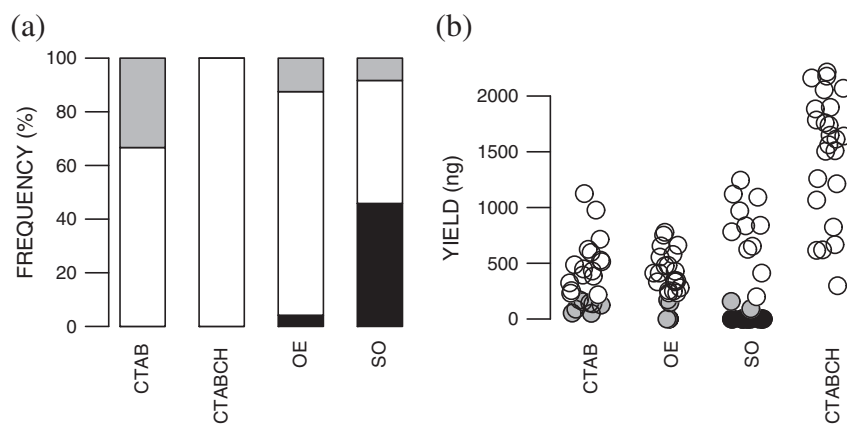 (a)
FREQUENCY (%)
100
80
60
40
20
0
CTAB
CTABCH
OE
SO
(b)
YIELD (ng)
2000
1500
1000
500
0
CTAB
OE
SO
CTABCH